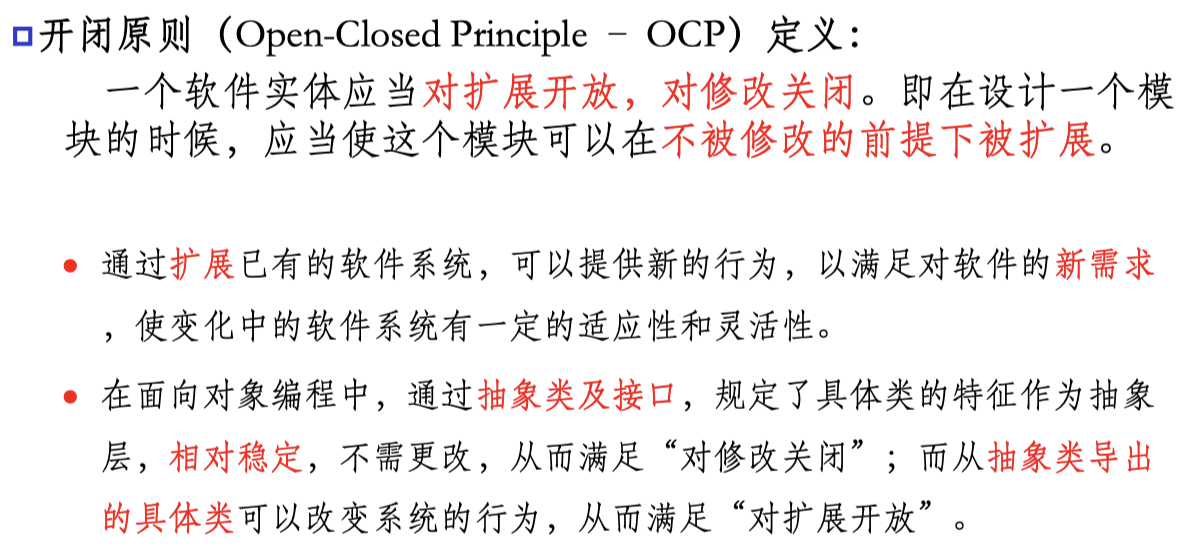 开闭原则（Open-Closed Principle – OCP）定义：
一个软件实体应当对扩展开放，对修改关闭。即在设计一个模
块的时候，应当使这个模块可以在不被修改的前提下被扩展。
通过扩展已有的软件系统，可以提供新的行为，以满足对软件的新需求
，使变化中的软件系统有一定的适应性和灵活性。
在面向对象编程中，通过抽象类及接口，规定了具体类的特征作为抽象
层，相对稳定，不需更改，从而满足“对修改关闭”；而从抽象类导出
的具体类可以改变系统的行为，从而满足“对扩展开放”。